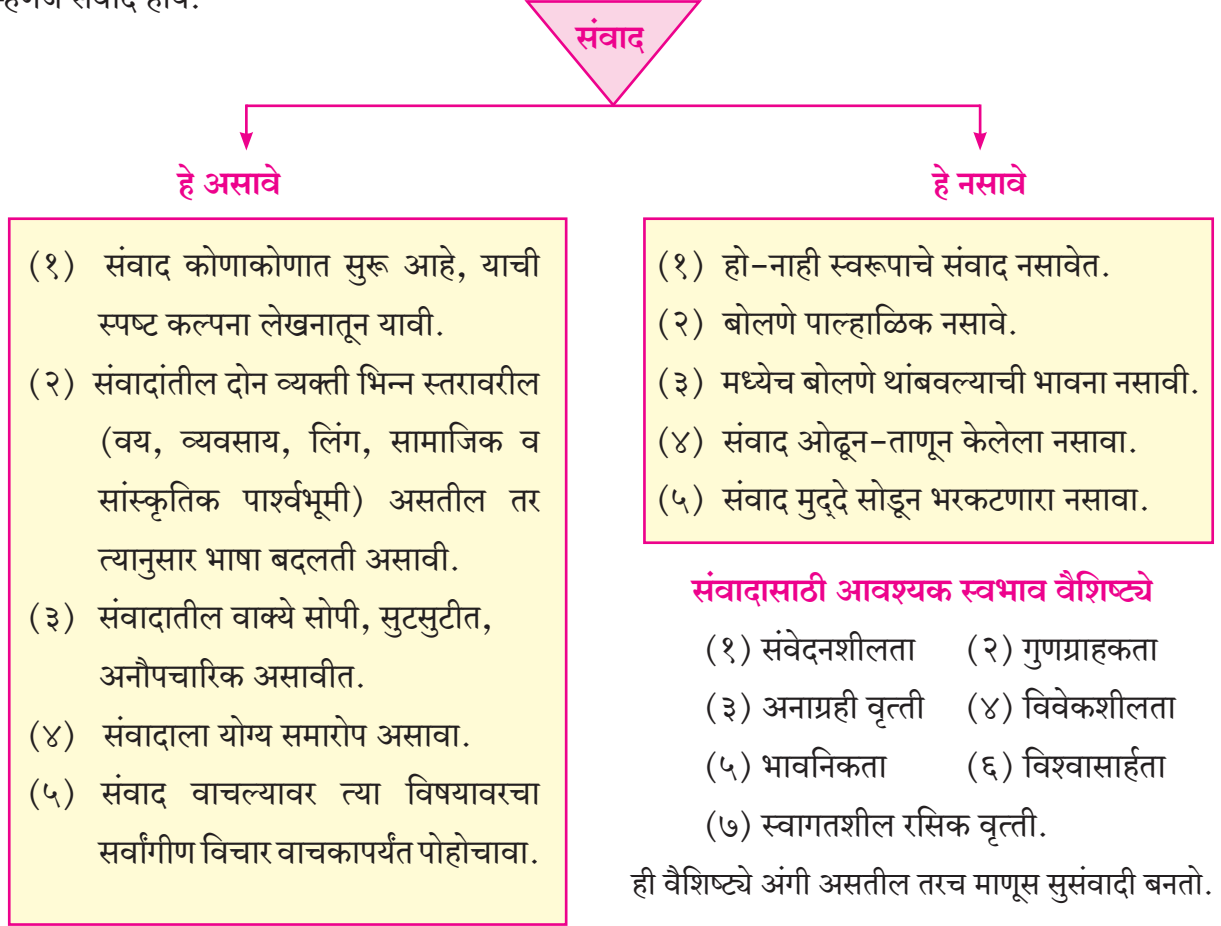 संवाद होय.
संवाद
हे असावे
(१) संवाद कोणाकोणात सुरू आहे, याची
स्पष्ट कल्पना लेखनातून यावी.
(२) संवादांतील दोन व्यक्ती भिन्न स्तरावरील
(वय, व्यवसाय, लिंग, सामाजिक व
सांस्कृतिक पार्श्वभूमी) असतील तर
त्यानुसार भाषा बदलती असावी.
(३) संवादातील वाक्ये सोपी, सुटसुटीत,
अनौपचारिक असावीत.
(४) संवादाला योग्य समारोप असावा.
(५) संवाद वाचल्यावर त्या विषयावरचा
सर्वांगीण विचार वाचकापर्यंत पोहोचावा.
हे नसावे
(१) हो-नाही स्वरूपाचे संवाद नसावेत.
(२) बोलणे पाल्हाळिक नसावे.
(३) मध्येच बोलणे थांबवल्याची भावना नसावी.
(४) संवाद ओढून-ताणून केलेला नसावा.
(५) संवाद मुद्दे सोडून भरकटणारा नसावा.
संवादासाठी आवश्यक स्वभाव वैशिष्ट्ये
(१) संवेदनशीलता (२) गुणग्राहकता
(३) अनाग्रही वृत्ती (४) विवेकशीलता
(५) भावनिकता (६) विश्वासार्हता
(७) स्वागतशील रसिक वृत्ती.
ही वैशिष्ट्ये अंगी असतील तरच माणूस सुसंवादी बनतो.